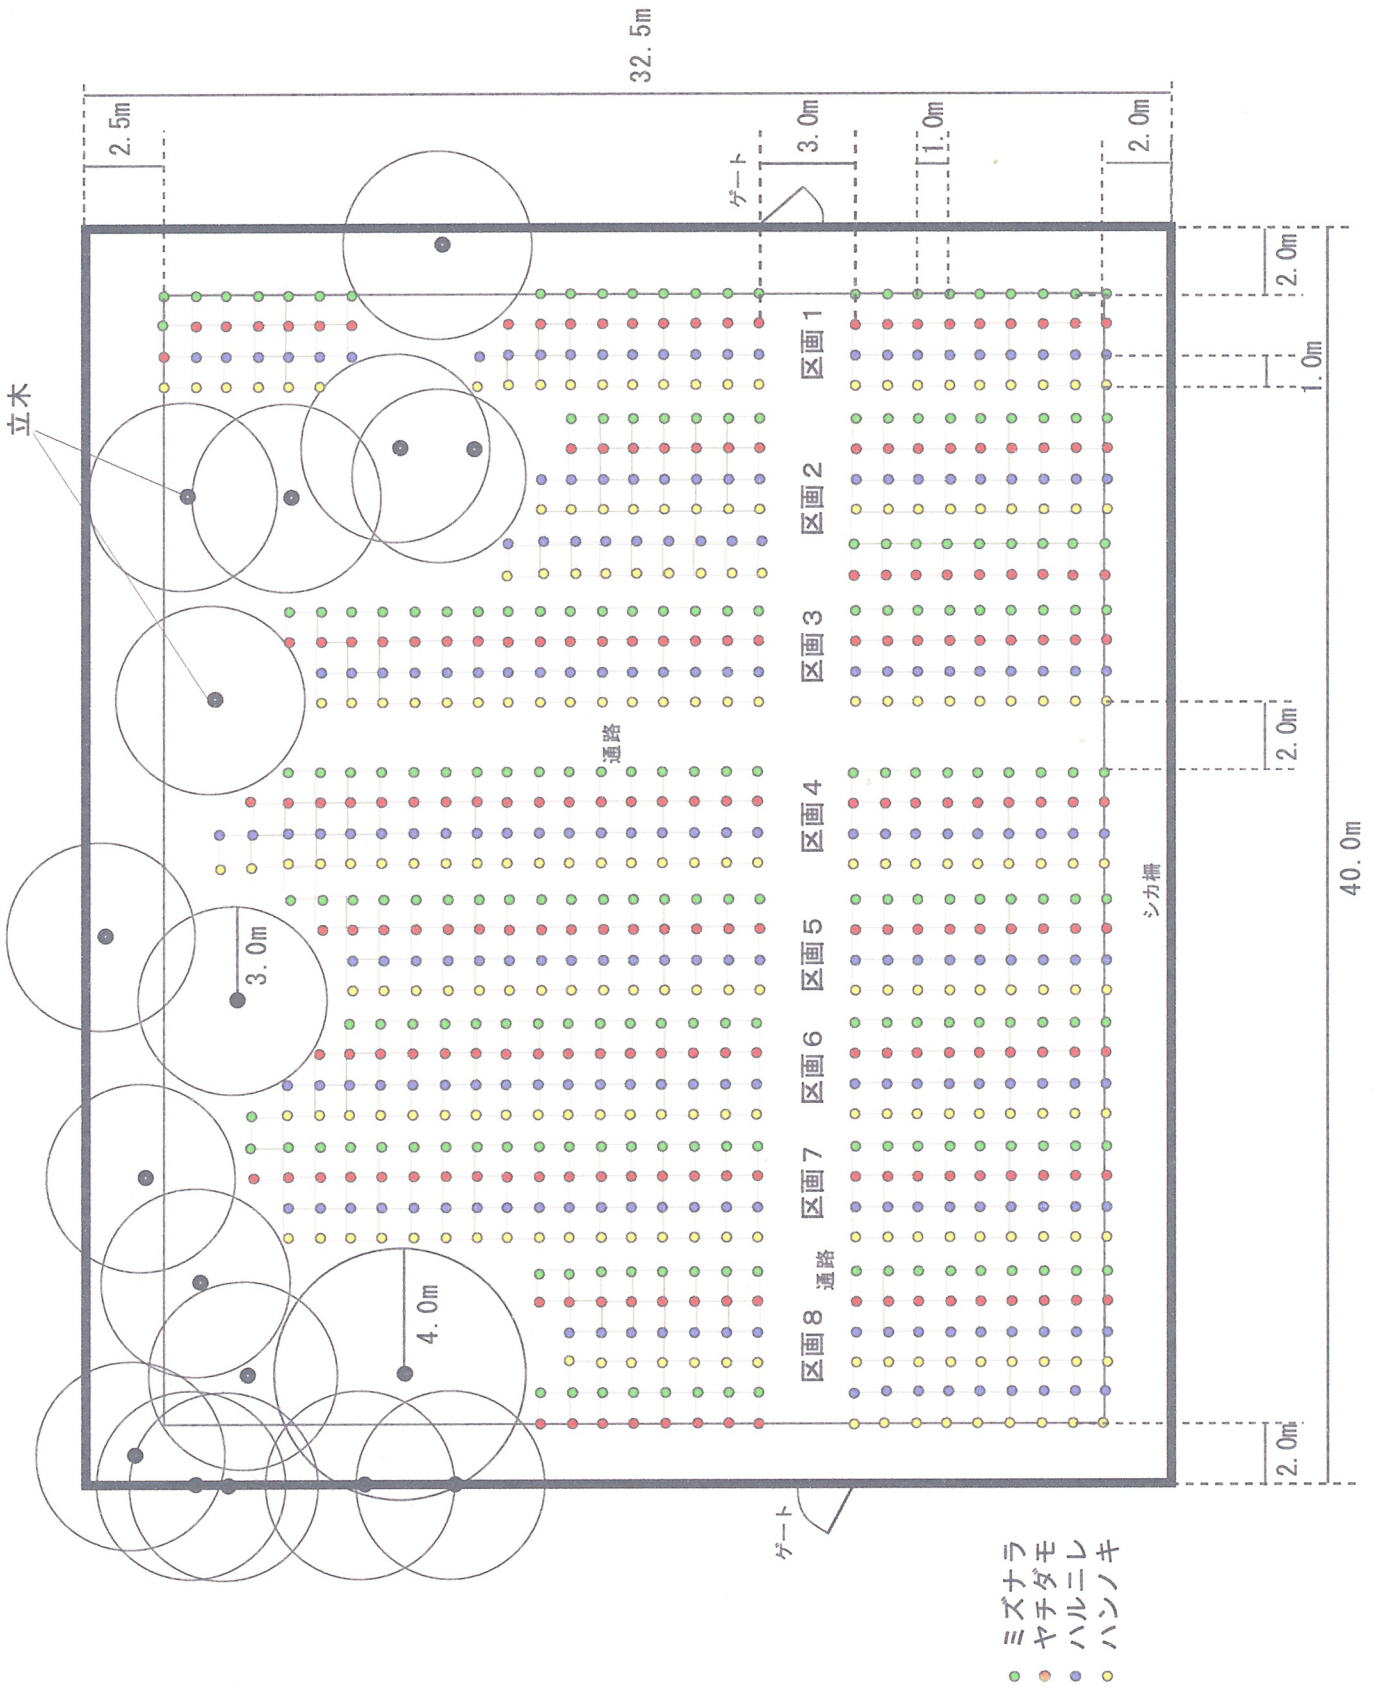 立木
3.0m
4.0m
2.5m
32.5m
3.0m
1.0m
2.0m
ゲート
区画8
区画7
区画6
区画5
区画4
区画3
区画2
区画1
通路
通路
シカ柵
ゲート
2.0m
2.0m
1.0m
2.0m
40.0m
ミズナラ
ヤチダモ
ハルニレ
ハンノキ